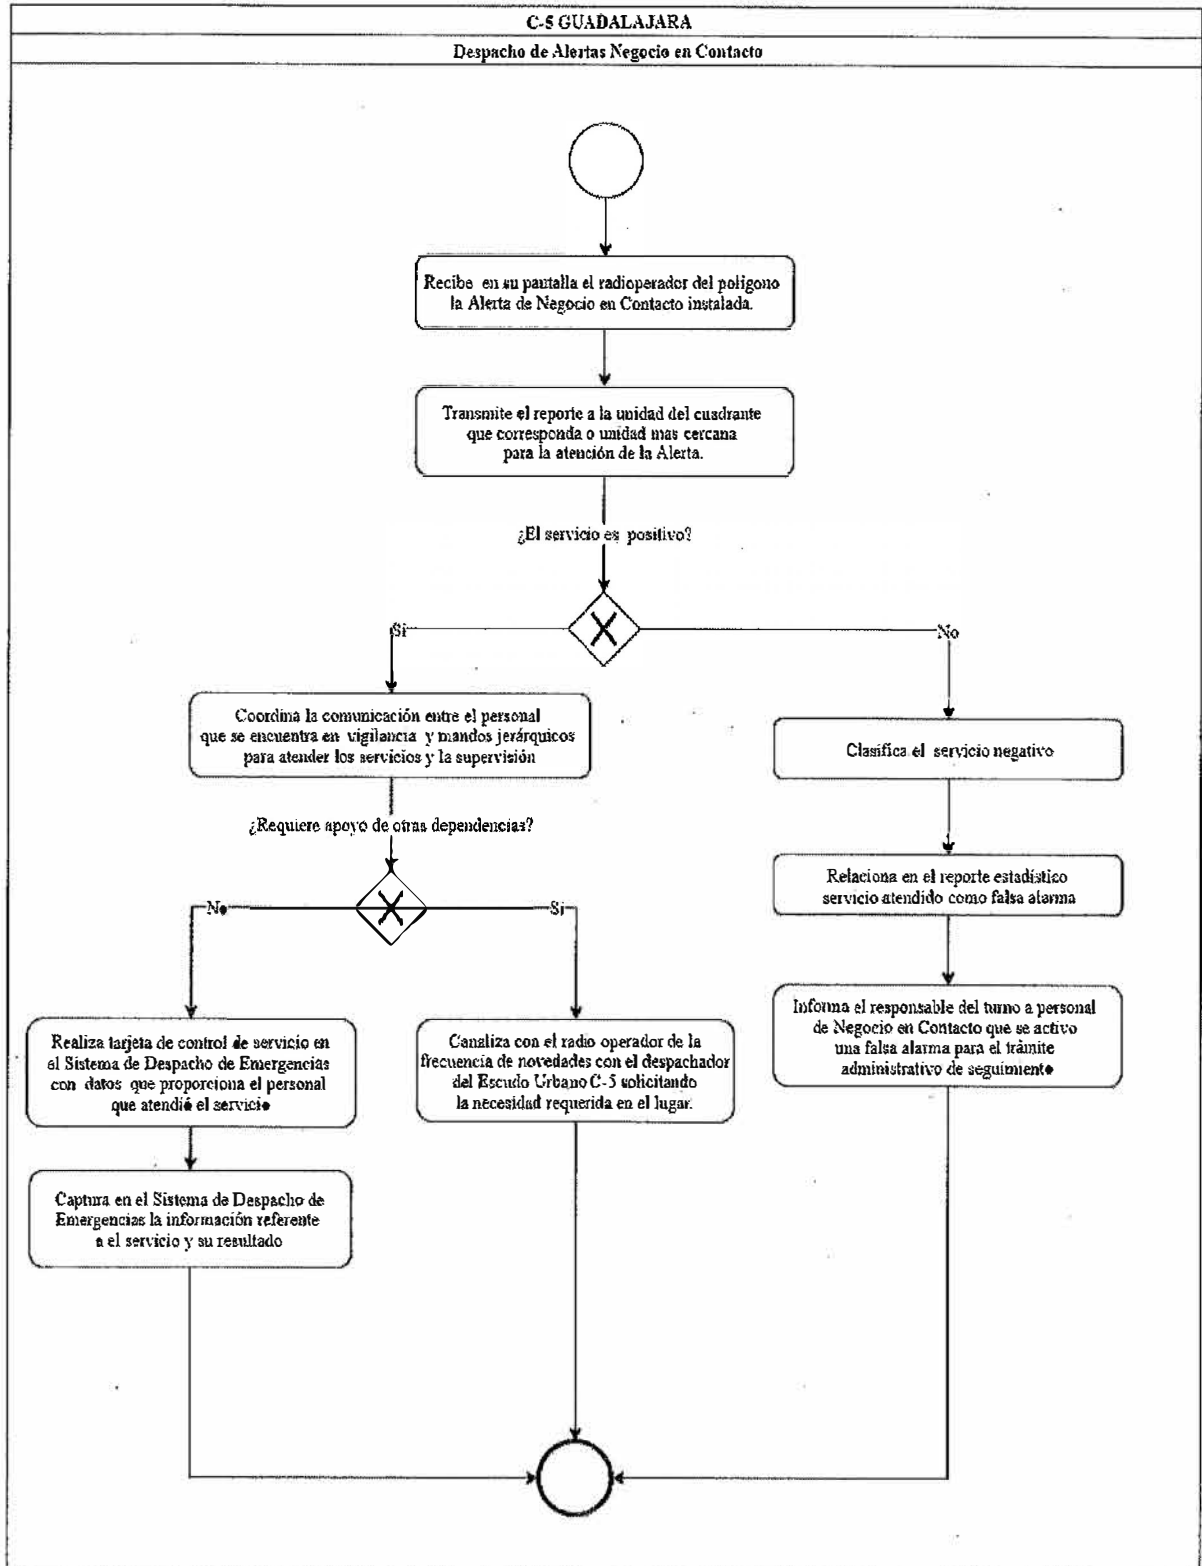 C-5 GUADALAJARA
Despacho de Alertas Negocio en Contacto
Recibe en su pantalla el radioperador del polígono
la Alerta de Negocio en Contacto instalada.
Transmite el reporte a la unidad del cuadrante
que corresponda o unidad mas cercana
para la atención de la Alerta.
¿El servicio es positivo?
Si
No
Coordina la comunicación entre el personal
que se encuentra en vigilancia y mandos jerárquicos
para atender los servicios y la supervisión
Clasifica el servicio negativo
¿Requiere apoyo de otras dependencias?
Relaciona en el reporte estadístico
servicio atendido como falsa alarma
No
Si
Informa el responsable del turno a personal
de Negocio en Contacto que se activo
una falsa alarma para el trámite
administrativo de seguimiento
Realiza tarjeta de control de servicio en
el Sistema de Despacho de Emergencias
con datos que proporciona el personal
que atendió el servicio
Canaliza con el radio operador de la
frecuencia de novedades con el despachador
del Escudo Urbano C-5 solicitando
la necesidad requerida en el lugar.
Captura en el Sistema de Despacho de
Emergencias la información referente
a el servicio y su resultado